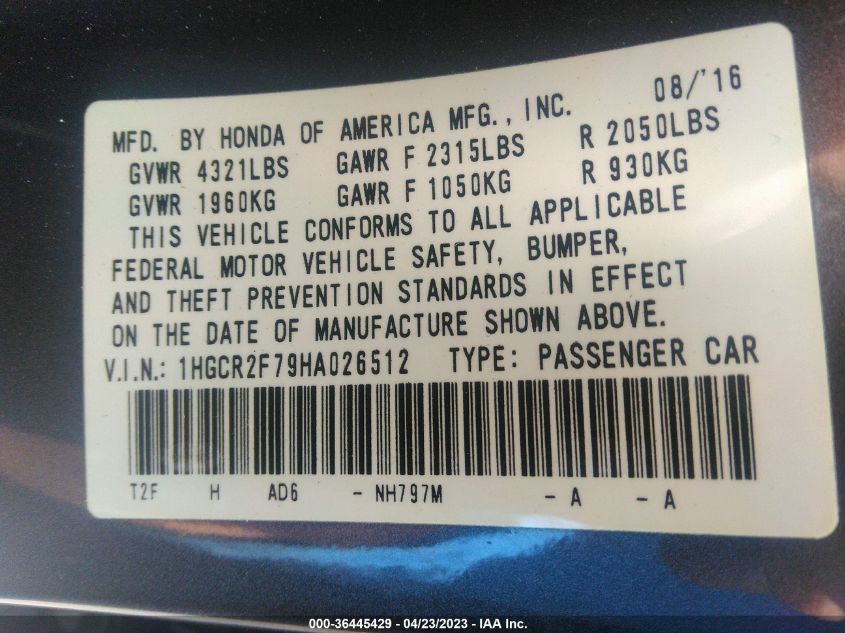 08/'16
MFD. BY HONDA OF AMERICA MFG., INC.
GVWR 4321LBS GAWR F 2315LBS R 2050LBS
GVWR 1960KG GAWR F 1050KG R 930KG
THIS VEHICLE CONFORMS TO ALL APPLICABLE
FEDERAL MOTOR VEHICLE SAFETY, BUMPER,
AND THEFT PREVENTION STANDARDS IN EFFECT
ON THE DATE OF MANUFACTURE SHOWN ABOVE.
V.I.N.: 1HGCR2F79HA026512 TYPE: PASSENGER CAR
T2F H AD6 - NH797M - A - A
000-36445429 - 04/23/2023 - IAA Inc.